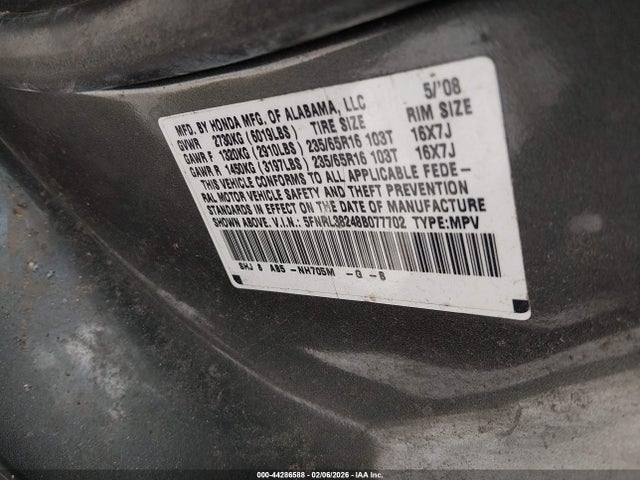 MFD. BY HONDA MFG. OF ALABAMA, LLC 5/'08
GVWR 2730KG (6019LBS) TIRE SIZE RIM SIZE
GAWR F 1320KG (2910LBS) 235/65R16 103T 16X7J
GAWR R 1450KG (3197LBS) 235/65R16 103T 16X7J
THIS VEHICLE CONFORMS TO ALL APPLICABLE FEDE-
RAL MOTOR VEHICLE SAFETY AND THEFT PREVENTION
STANDARDS IN EFFECT ON THE DATE OF MANUFACTURE
SHOWN ABOVE. V.I.N.: 5FNRL38248B077702 TYPE:MPV
SHJ 8 AB5 -NH705M -G -B
000-44286588 - 02/06/2026 - IAA Inc.